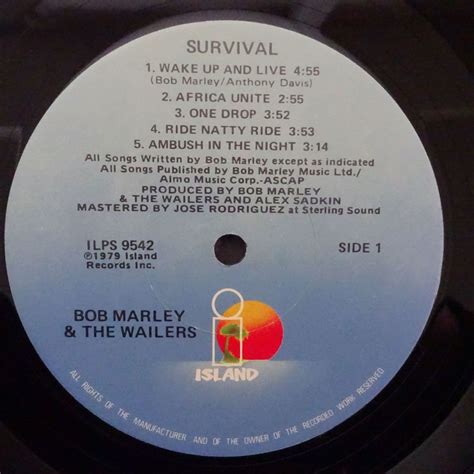 SURVIVAL
1. WAKE UP AND LIVE 4:55
(Bob Marley/Anthony Davis)
2. AFRICA UNITE 2:55
3. ONE DROP 3:52
4. RIDE NATTY RIDE 3:53
5. AMBUSH IN THE NIGHT 3:14
All Songs Written by Bob Marley except as indicated
All Songs Published by Bob Marley Music Ltd./
Almo Music Corp.-ASCAP
PRODUCED BY BOB MARLEY
& THE WAILERS AND ALEX SADKIN
MASTERED BY JOSE RODRIGUEZ at Sterling Sound
ILPS 9542
℗1979 Island
Records Inc.
SIDE 1
BOB MARLEY
& THE WAILERS
ISLAND
ALL RIGHTS OF THE MANUFACTURER AND OF THE OWNER OF THE RECORDED WORK RESERVED